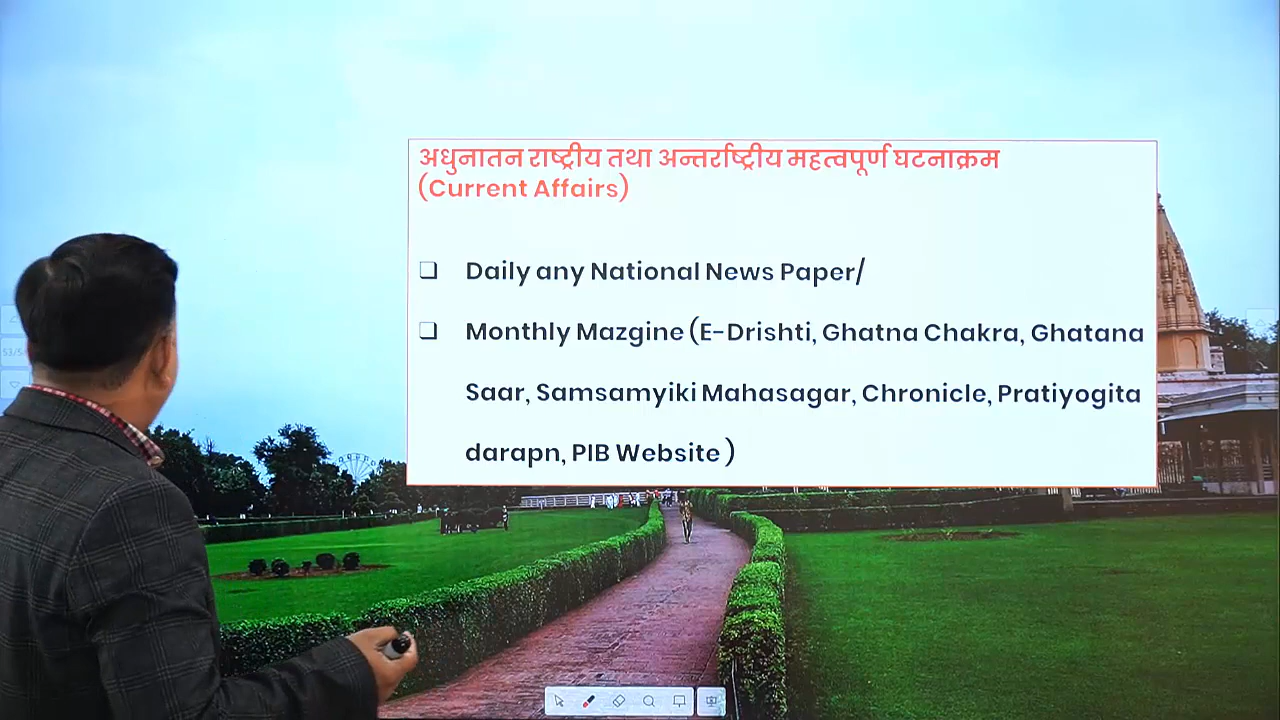 अधुनातन राष्ट्रीय तथा अन्तर्राष्ट्रीय महत्वपूर्ण घटनाक्रम
(Current Affairs)
❑ Daily any National News Paper/
❑ Monthly Mazgine (E-Drishti, Ghatna Chakra, Ghatana
Saar, Samsamyiki Mahasagar, Chronicle, Pratiyogita
darapn, PIB Website )